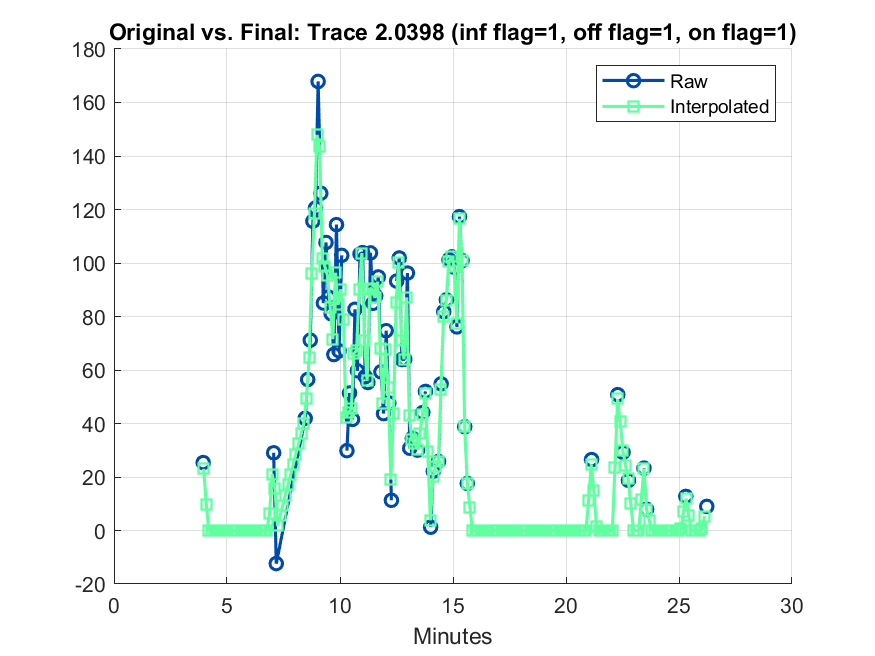 Original vs. Final: Trace 2.0398 (inf flag=1, off flag=1, on flag=1)
180
160
140
120
100
80
60
40
20
0
-20
Raw
Interpolated
0 5 10 15 20 25 30
Minutes